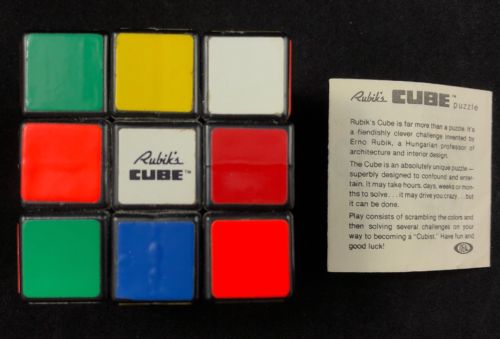 Rubik's
CUBE™
Rubik's CUBE™ puzzle
Rubik's Cube is far more than a puzzle. It's
a fiendishly clever challenge invented by
Erno Rubik, a Hungarian professor of
architecture and interior design.
The Cube is an absolutely unique puzzle —
superbly designed to confound and enter-
tain. It may take hours, days, weeks or mon-
ths to solve . . . it may drive you crazy . . . but
it can be done.
Play consists of scrambling the colors and
then solving several challenges on your
way to becoming a "Cubist." Have fun and
good luck!
IDEAL